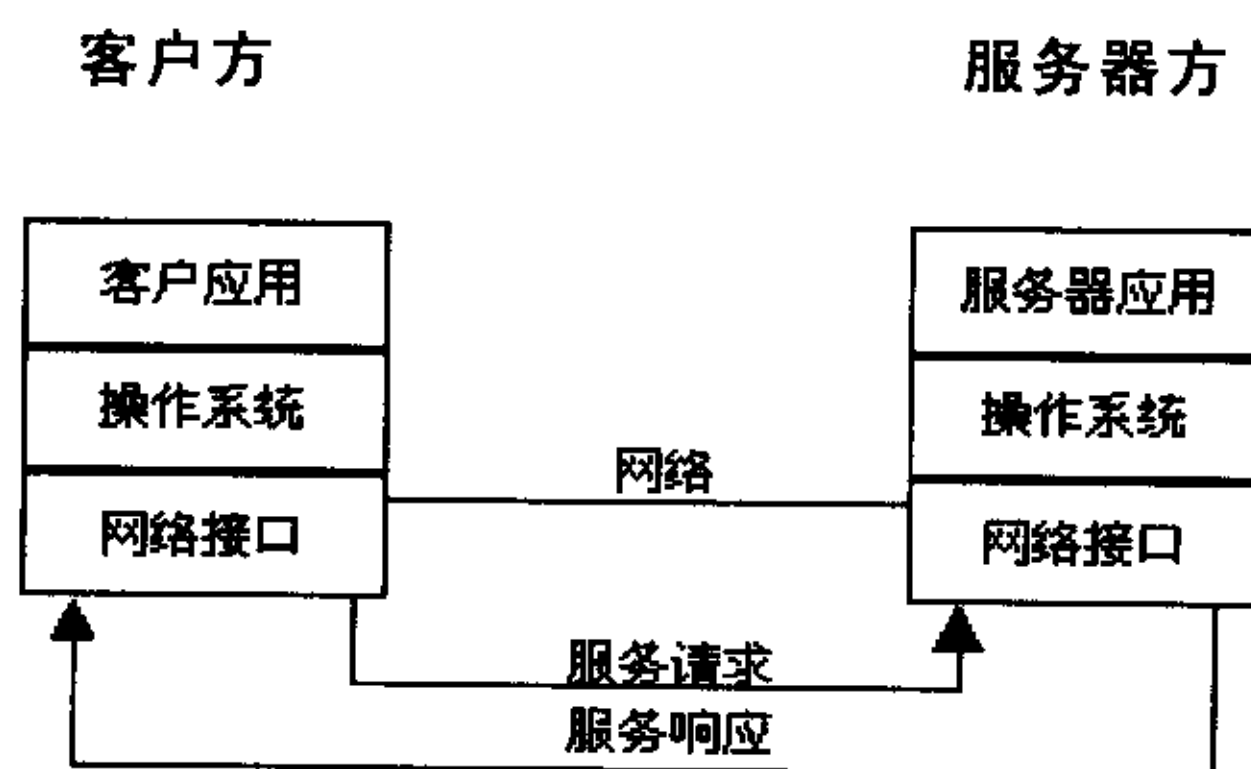 客户方
服务器方
客户应用
操作系统
网络接口
网络
服务器应用
操作系统
网络接口
服务请求
服务响应